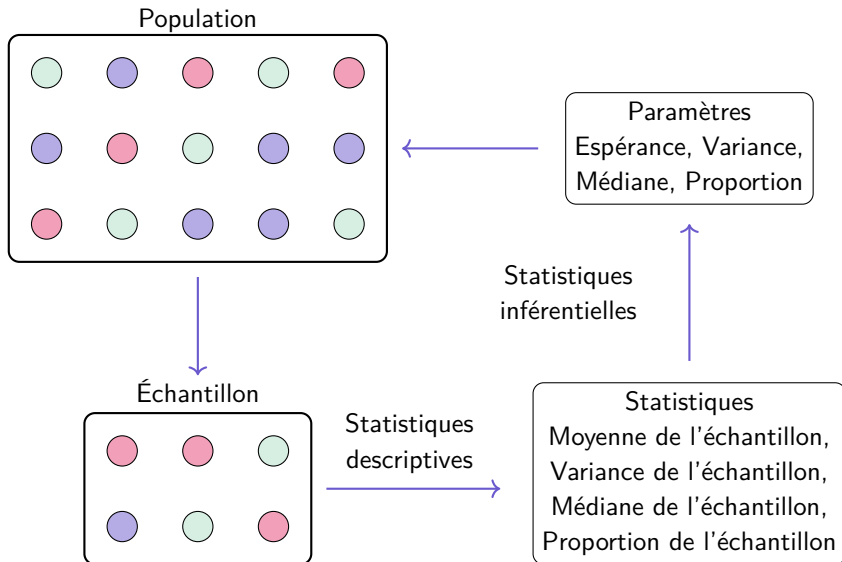 Population
Paramètres
Espérance, Variance,
Médiane, Proportion
Statistiques
inférentielles
Échantillon
Statistiques
descriptives
Statistiques
Moyenne de l'échantillon,
Variance de l'échantillon,
Médiane de l'échantillon,
Proportion de l'échantillon